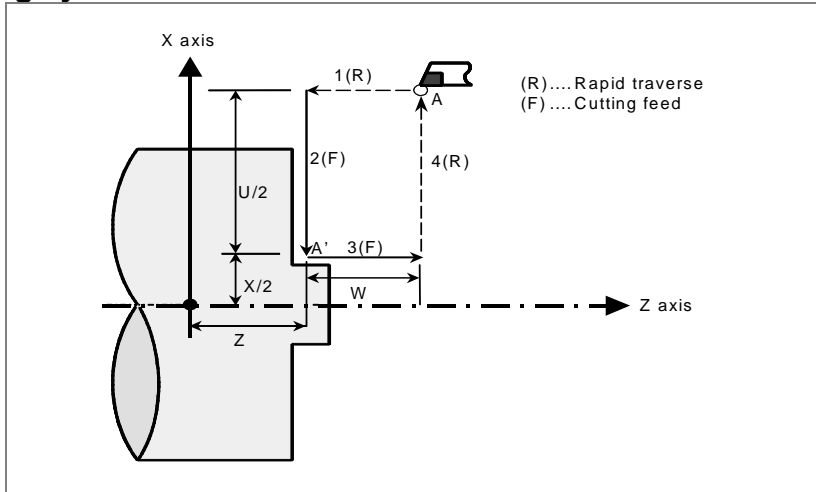 X axis
1(R)
A
(R)....Rapid traverse
(F)....Cutting feed
2(F)
4(R)
U/2
A’
3(F)
X/2
W
Z axis
Z